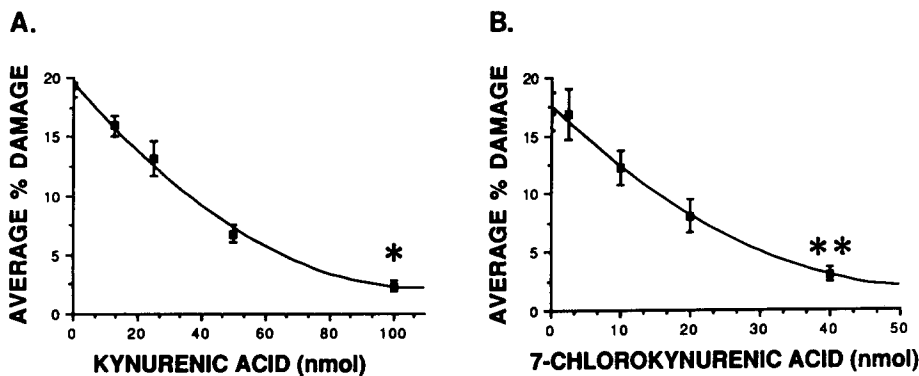 A.
AVERAGE % DAMAGE
20
15
10
5
0
*
0 20 40 60 80 100
KYNURENIC ACID (nmol)
B.
AVERAGE % DAMAGE
20
15
10
5
0
**
0 10 20 30 40 50
7-CHLOROKYNURENIC ACID (nmol)